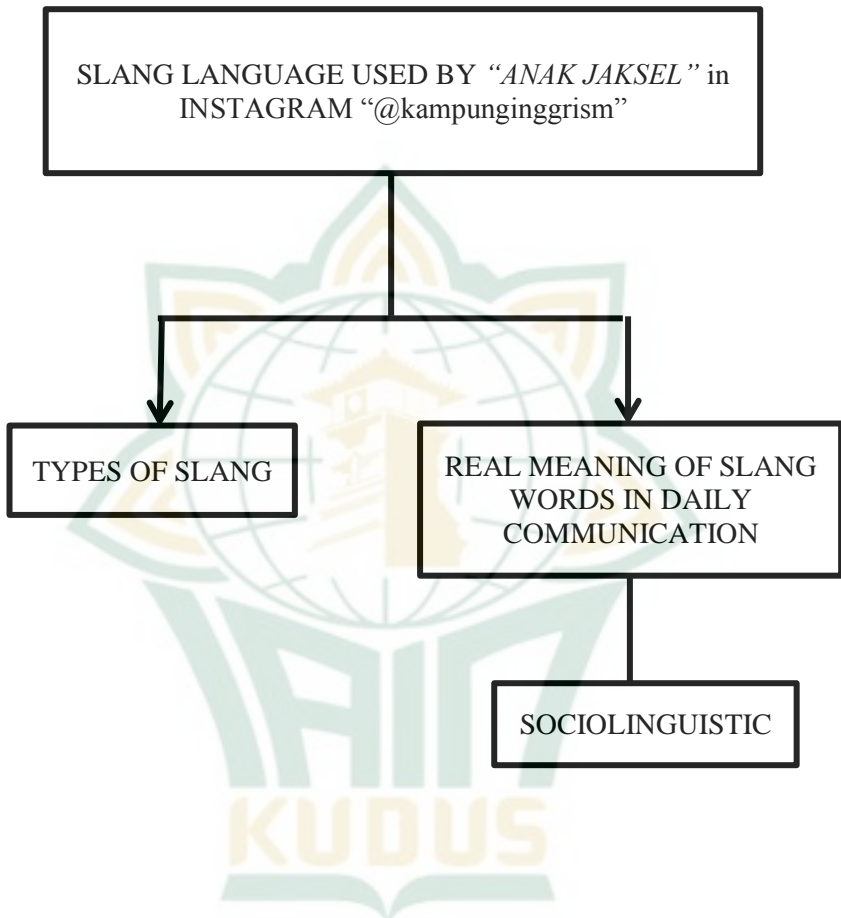 SLANG LANGUAGE USED BY “ANAK JAKSEL” in
INSTAGRAM “@kampunginggrism”
TYPES OF SLANG
REAL MEANING OF SLANG
WORDS IN DAILY
COMMUNICATION
SOCIOLINGUISTIC
IAIN
KUDUS